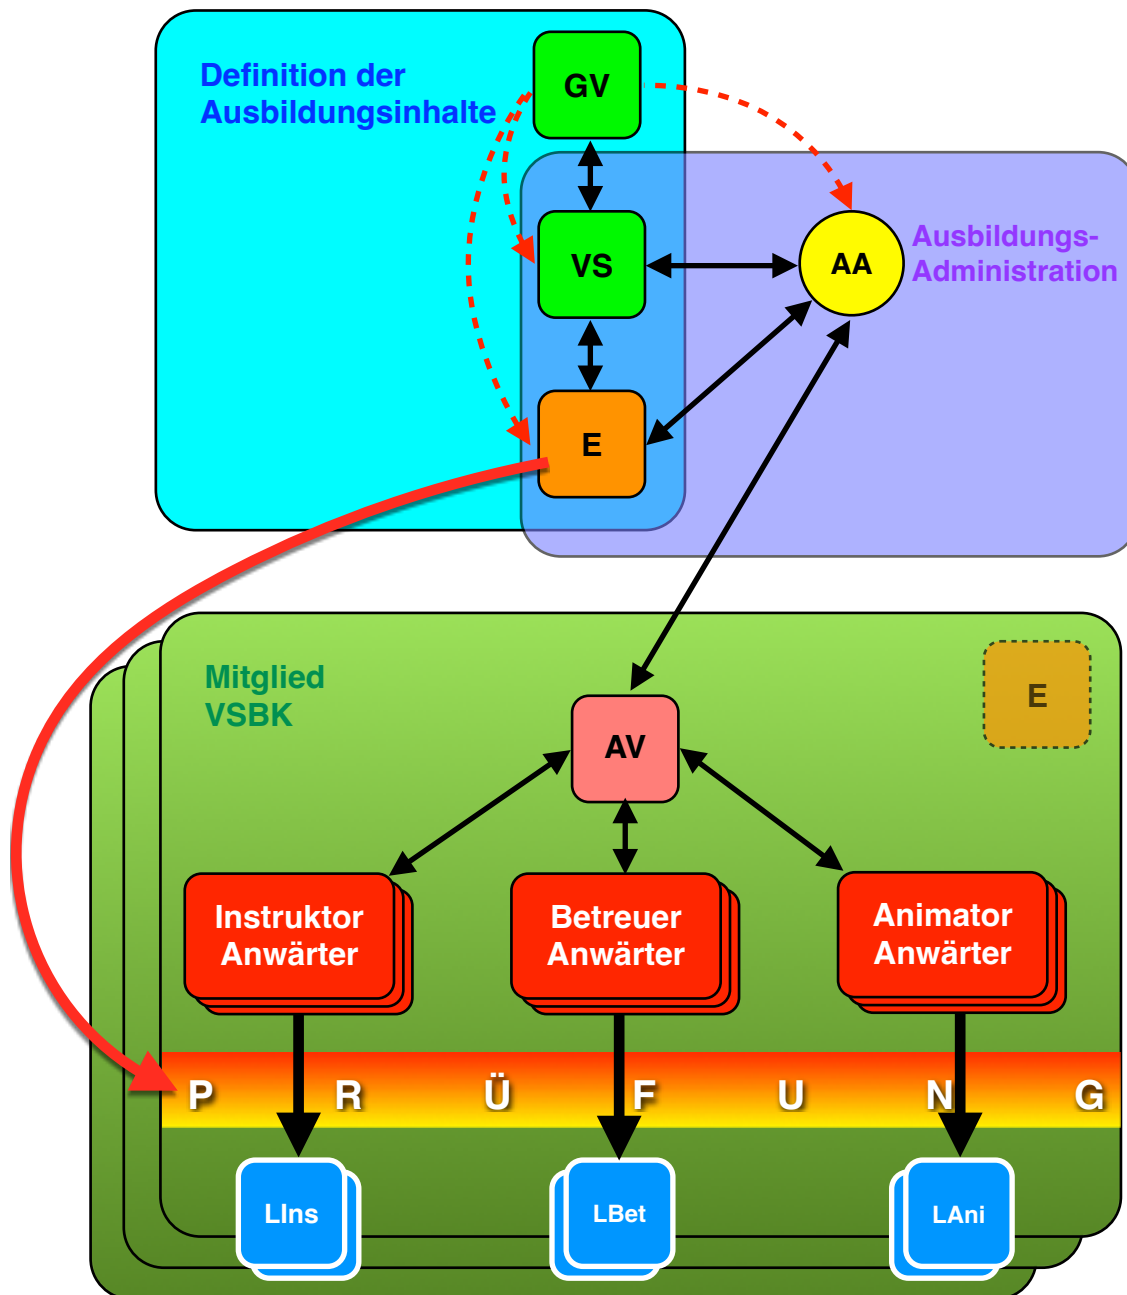 Definition der
Ausbildungsinhalte
GV
VS
AA
Ausbildungs-
Administration
E
Mitglied
VSBK
E
AV
Instruktor
Anwärter
Betreuer
Anwärter
Animator
Anwärter
P R Ü F U N G
LIns
LBet
LAni